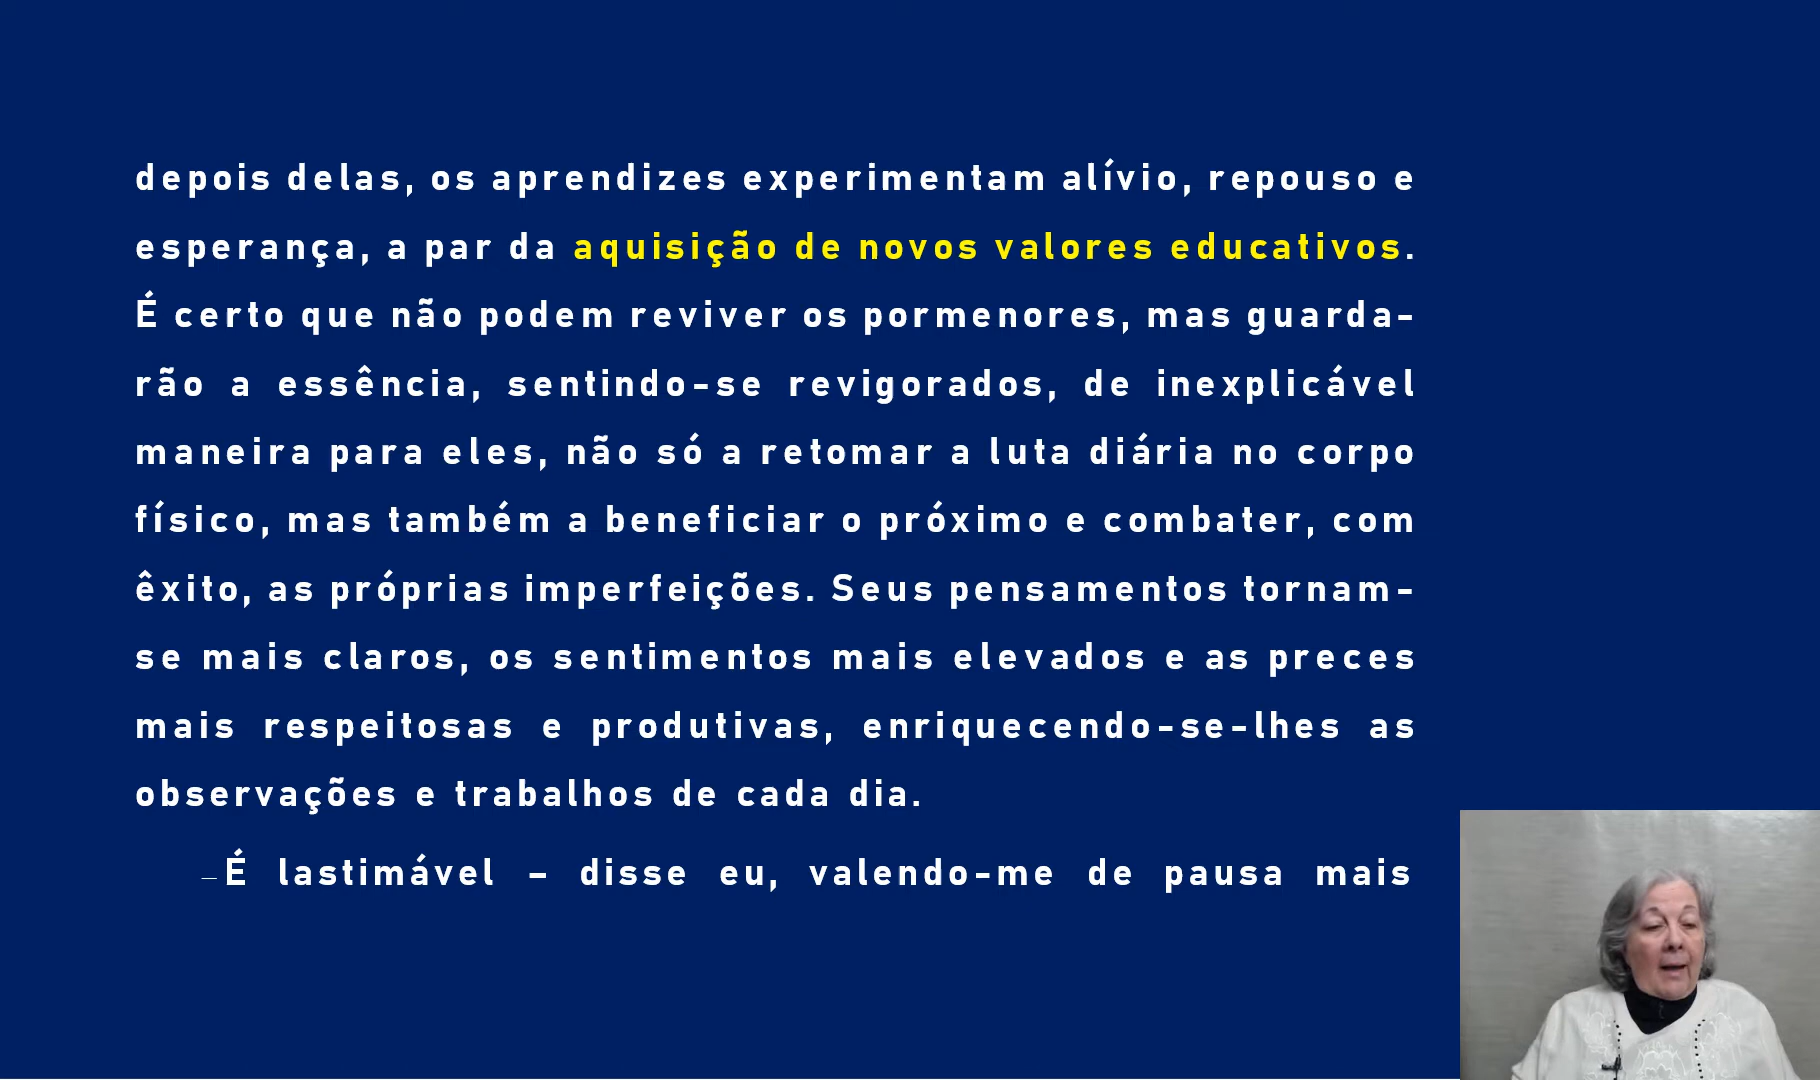 depois delas, os aprendizes experimentam alívio, repouso e
esperança, a par da aquisição de novos valores educativos.
É certo que não podem reviver os pormenores, mas guarda-
rão a essência, sentindo-se revigorados, de inexplicável
maneira para eles, não só a retomar a luta diária no corpo
físico, mas também a beneficiar o próximo e combater, com
êxito, as próprias imperfeições. Seus pensamentos tornam-
se mais claros, os sentimentos mais elevados e as preces
mais respeitosas e produtivas, enriquecendo-se-lhes as
observações e trabalhos de cada dia.
– É lastimável – disse eu, valendo-me de pausa mais